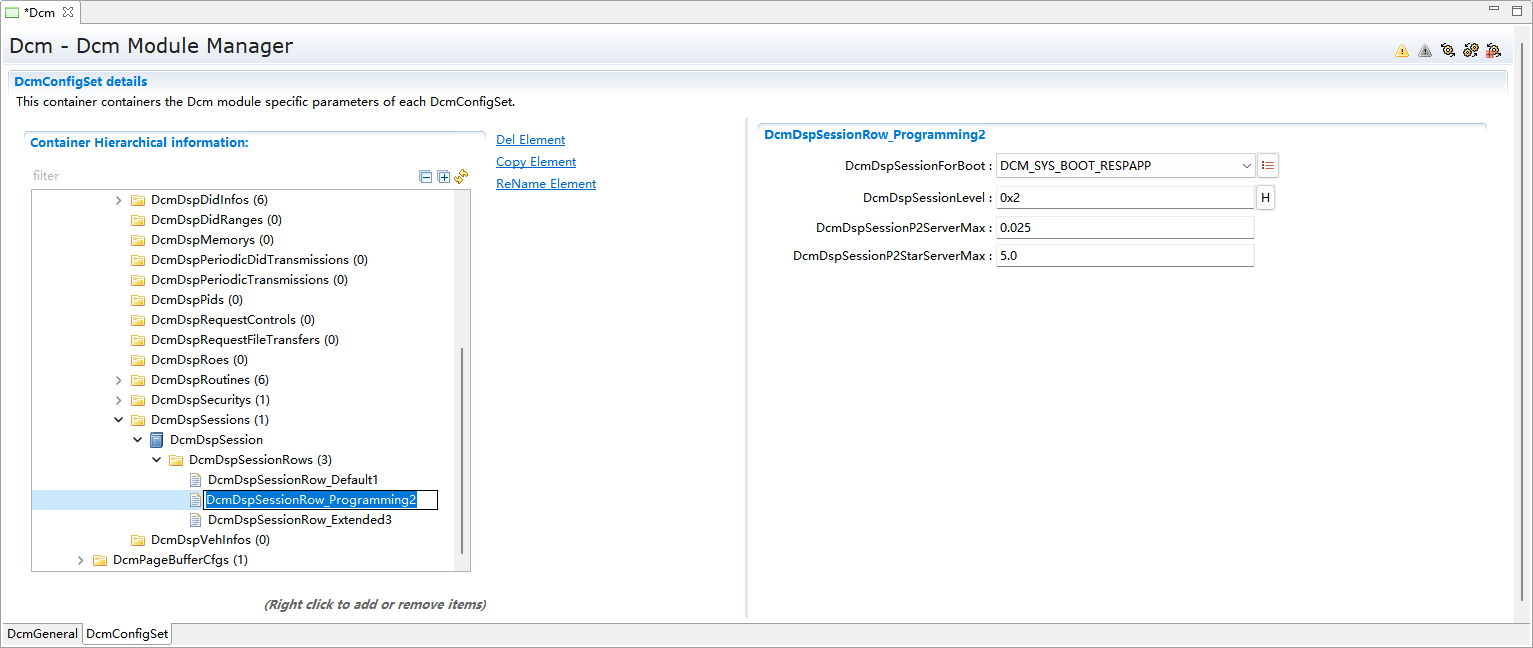 *Dcm
Dcm - Dcm Module Manager
DcmConfigSet details
This container containers the Dcm module specific parameters of each DcmConfigSet.
Container Hierarchical information:
filter
DcmDspDidInfos (6)
DcmDspDidRanges (0)
DcmDspMemorys (0)
DcmDspPeriodicDidTransmissions (0)
DcmDspPeriodicTransmissions (0)
DcmDspPids (0)
DcmDspRequestControls (0)
DcmDspRequestFileTransfers (0)
DcmDspRoes (0)
DcmDspRoutines (6)
DcmDspSecuritys (1)
DcmDspSessions (1)
DcmDspSession
DcmDspSessionRows (3)
DcmDspSessionRow_Default1
DcmDspSessionRow_Programming2
DcmDspSessionRow_Extended3
DcmDspVehInfos (0)
DcmPageBufferCfgs (1)
(Right click to add or remove items)
Del Element
Copy Element
ReName Element
DcmDspSessionRow_Programming2
DcmDspSessionForBoot : DCM_SYS_BOOT_RESPAPP
DcmDspSessionLevel : 0x2 H
DcmDspSessionP2ServerMax : 0.025
DcmDspSessionP2StarServerMax : 5.0
DcmGeneral DcmConfigSet